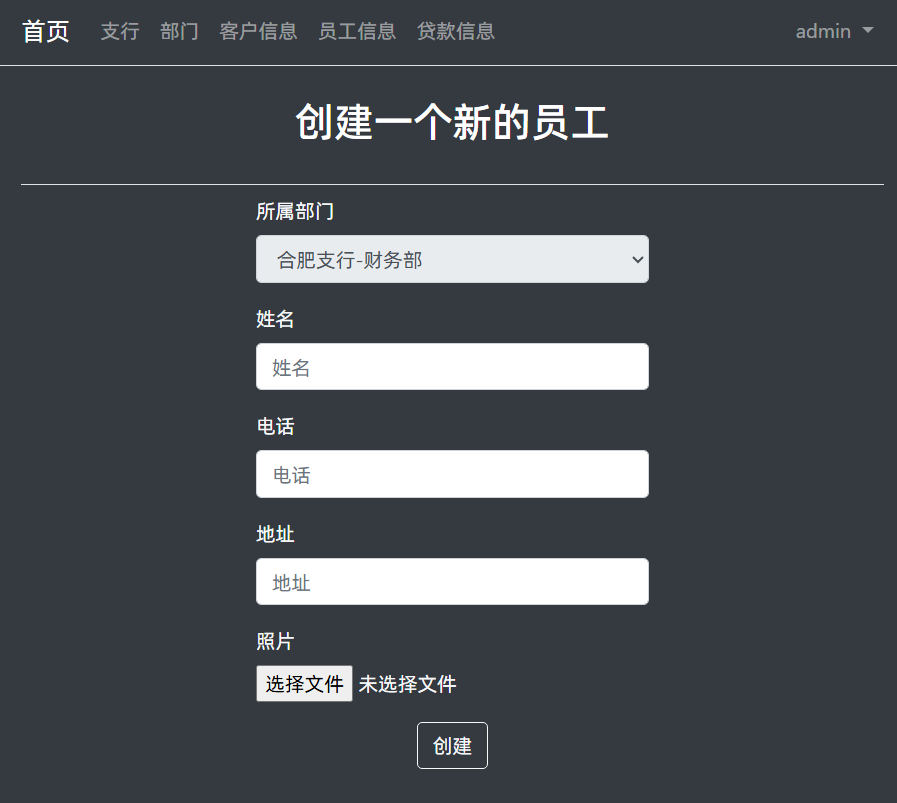 首页 支行 部门 客户信息 员工信息 贷款信息 admin
创建一个新的员工
所属部门
合肥支行-财务部
姓名
姓名
电话
电话
地址
地址
照片
选择文件 未选择文件
创建